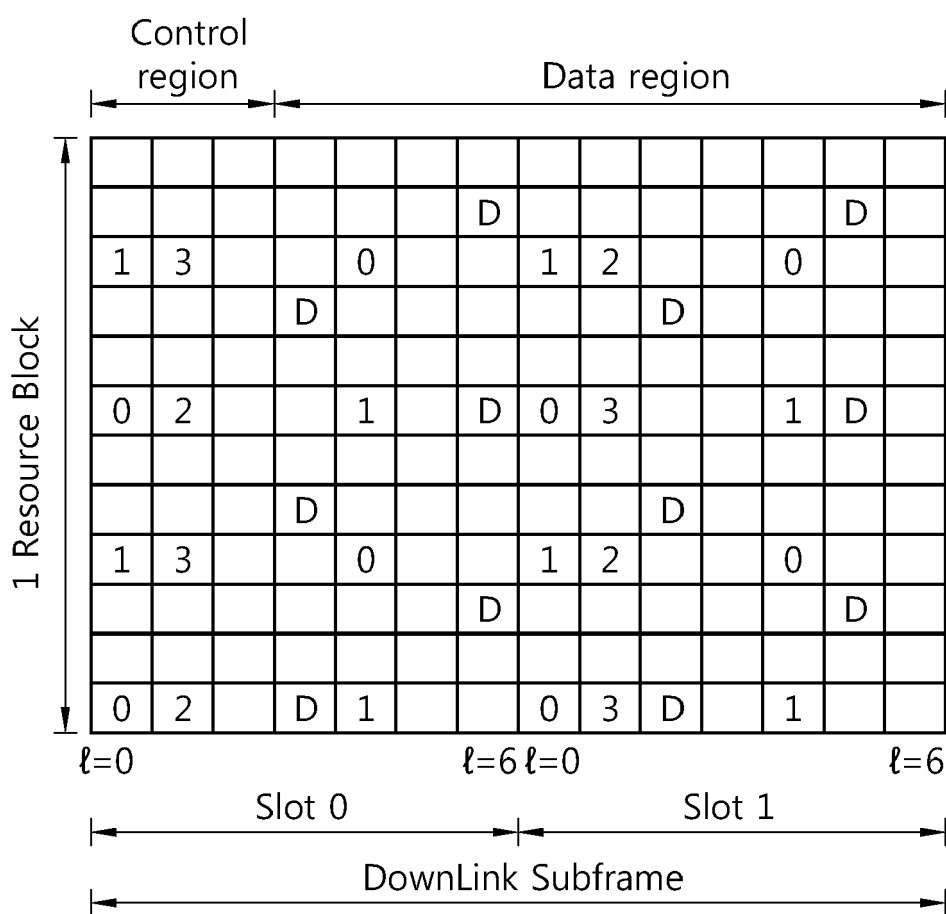 Control
region
Data region
1 Resource Block
D D
1 3 0 1 2 0
D D
0 2 1 D 0 3 1 D
D D
1 3 0 1 2 0
D D
0 2 D 1 0 3 D 1
ℓ=0 ℓ=6 ℓ=0 ℓ=6
Slot 0 Slot 1
DownLink Subframe